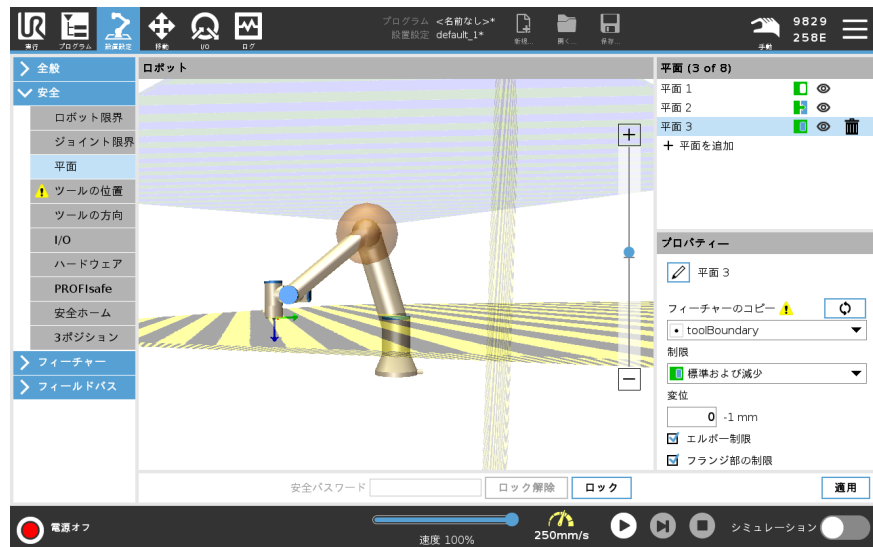 プログラム <名前なし>*
設置設定 default_1*
実行 プログラム 設置設定 移動 I/O ログ 新規... 開く... 保存... 手動
9829
258E
全般
安全
ロボット限界
ジョイント限界
平面
ツールの位置
ツールの方向
I/O
ハードウェア
PROFIsafe
安全ホーム
3ポジション
フィーチャー
フィールドバス
ロボット
平面 (3 of 8)
平面 1
平面 2
平面 3
平面を追加
プロパティー
平面 3
フィーチャーのコピー
toolBoundary
制限
標準および減少
変位
0 -1 mm
エルボー制限
フランジ部の制限
安全パスワード ロック解除 ロック 適用
電源オフ
速度 100%
250mm/s
シミュレーション